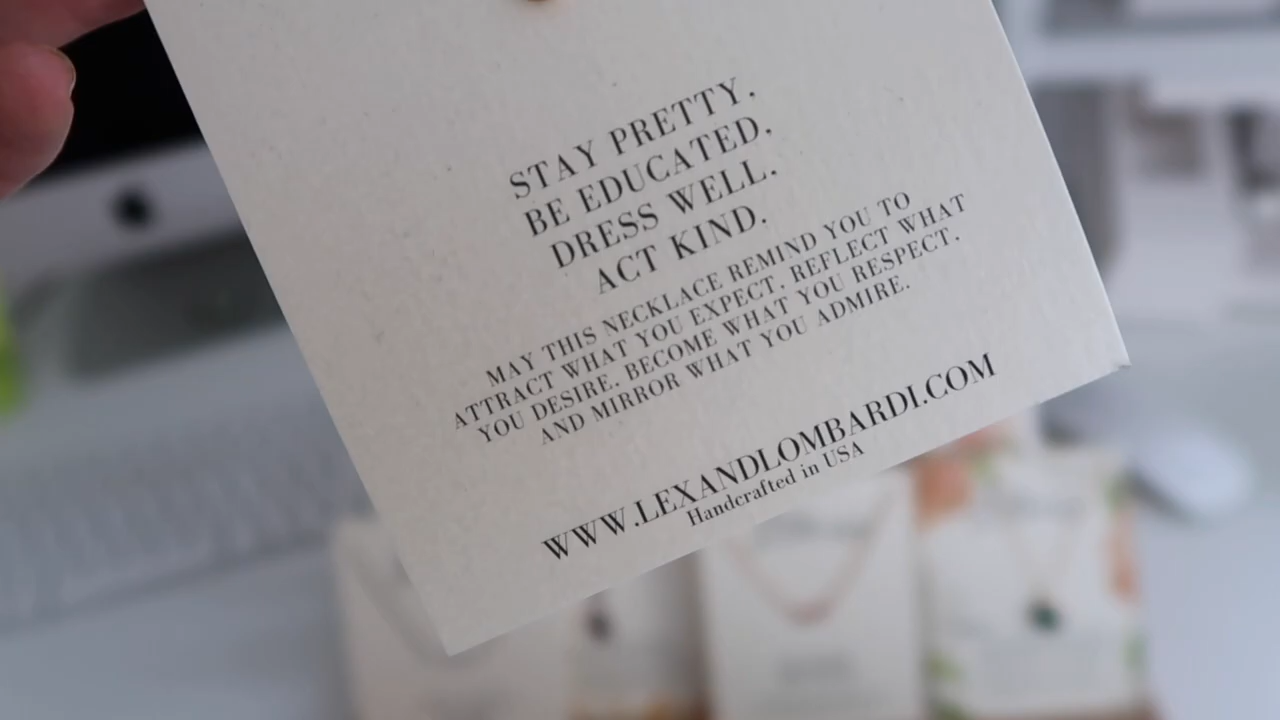 STAY PRETTY.
BE EDUCATED.
DRESS WELL.
ACT KIND.
MAY THIS NECKLACE REMIND YOU TO
ATTRACT WHAT YOU EXPECT, REFLECT WHAT
YOU DESIRE, BECOME WHAT YOU RESPECT,
AND MIRROR WHAT YOU ADMIRE.
WWW.LEXANDLOMBARDI.COM
Handcrafted in USA